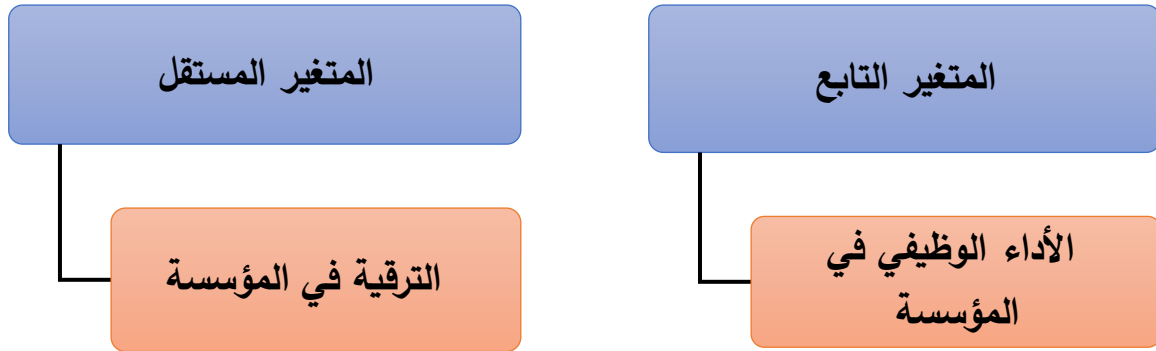 المتغير التابع
الأداء الوظيفي في
المؤسسة
المتغير المستقل
الترقية في المؤسسة